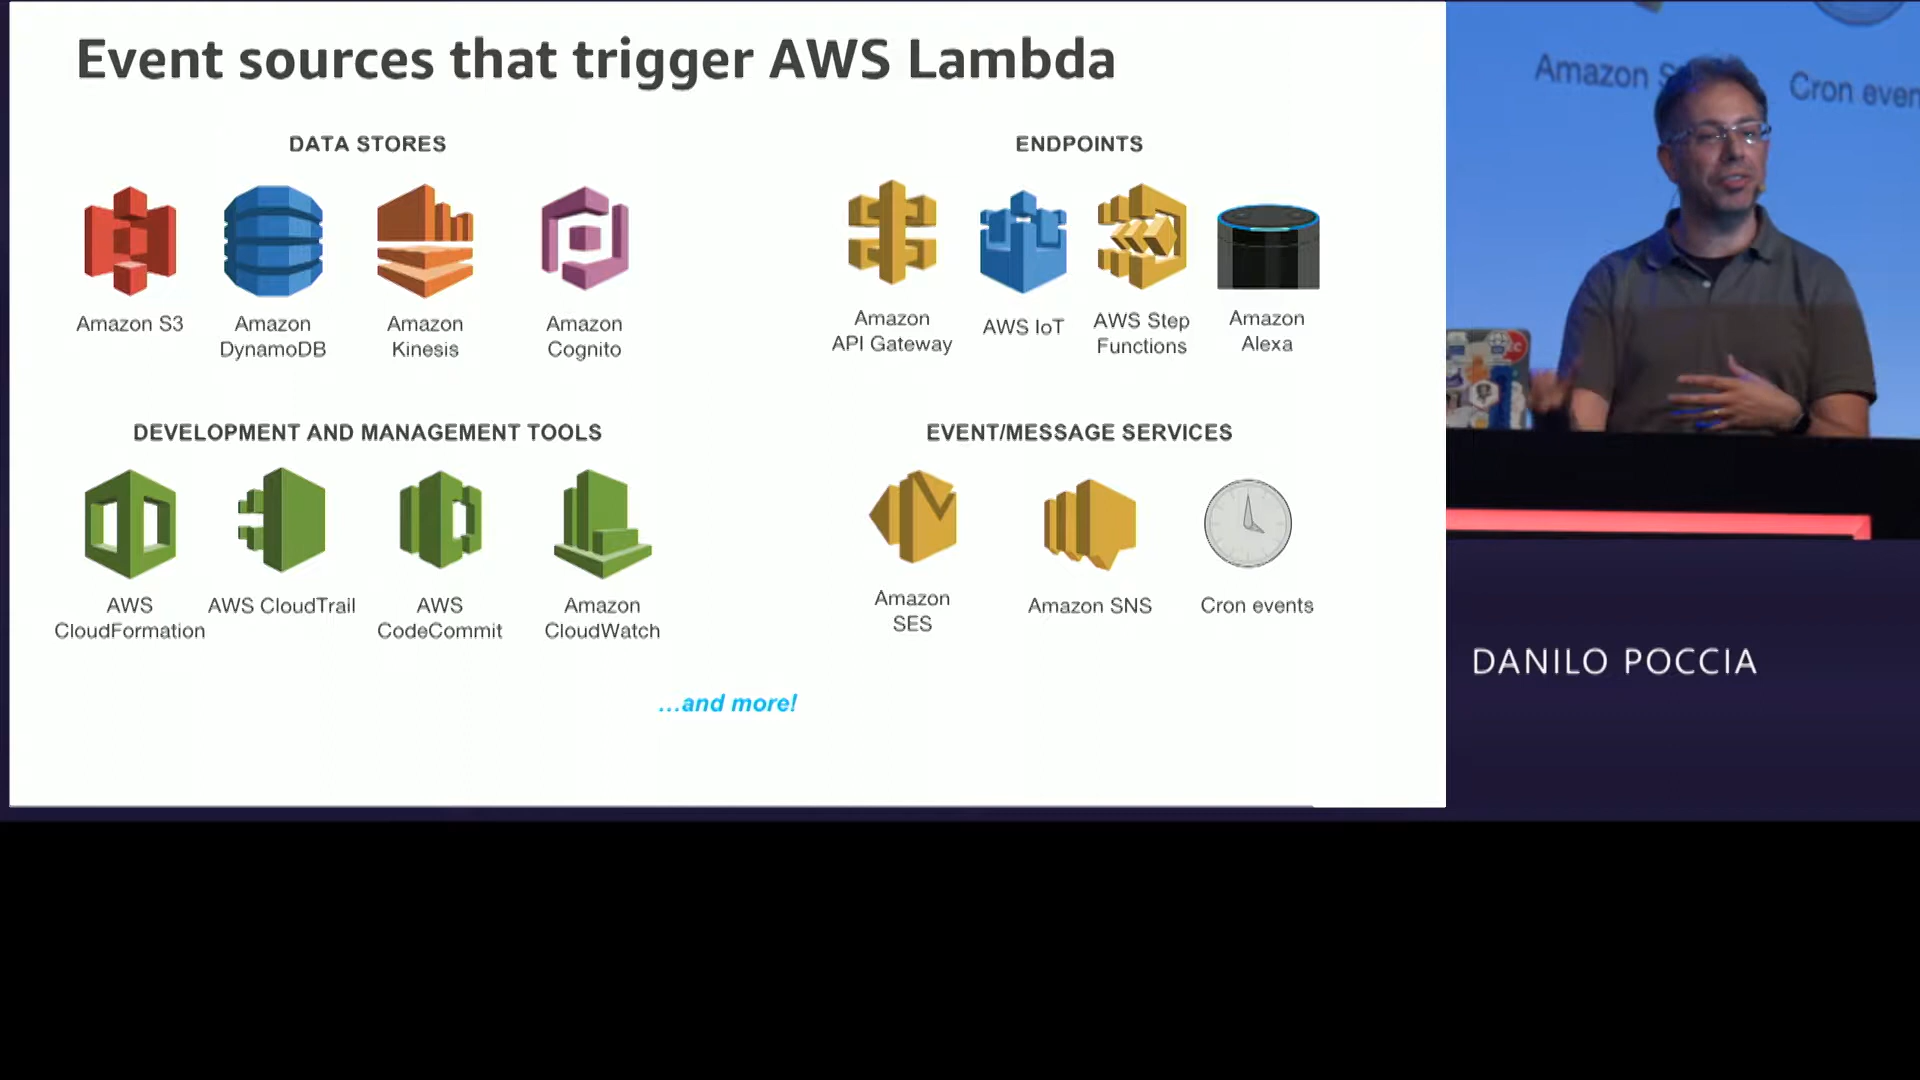 Event sources that trigger AWS Lambda
DATA STORES
Amazon S3
Amazon
DynamoDB
Amazon
Kinesis
Amazon
Cognito
ENDPOINTS
Amazon
API Gateway
AWS IoT
AWS Step
Functions
Amazon
Alexa
DEVELOPMENT AND MANAGEMENT TOOLS
AWS
CloudFormation
AWS CloudTrail
AWS
CodeCommit
Amazon
CloudWatch
EVENT/MESSAGE SERVICES
Amazon
SES
Amazon SNS
Cron events
...and more!
Amazon
Cron even
DANILO POCCIA